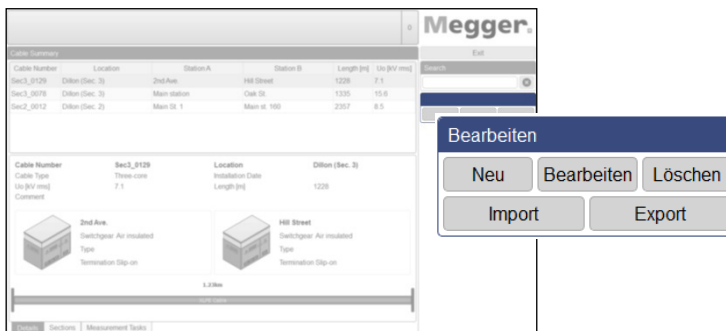 0
Megger.
Cable Summary
Exit
Cable Number Location Station A Station B Length [m] Uo [kV rms]
Search
Sec3_0129 Dillon (Sec. 3) 2nd Ave. Hill Street 1228 7.1
Sec3_0078 Dillon (Sec. 3) Main station Oak St. 1335 15.6
Sec2_0012 Dillon (Sec. 2) Main St. 1 Main st. 160 2357 8.5
Bearbeiten
Neu Bearbeiten Löschen
Import Export
Cable Number Sec3_0129 Location Dillon (Sec. 3)
Cable Type Three-core Installation Date
Uo [kV rms] 7.1 Length [m] 1228
Comment
2nd Ave. Hill Street
Switchgear Air insulated Switchgear Air insulated
Type Type
Termination Slip-on Termination Slip-on
1.23km
Details Sections Measurement Tasks